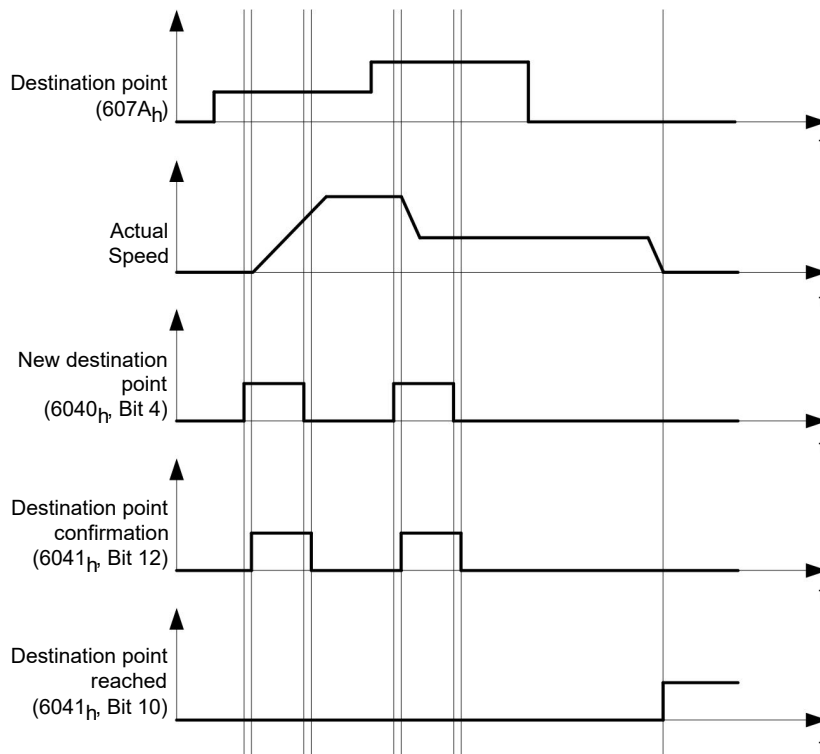 Destination point
(607Ah)
Actual
Speed
New destination
point
(6040h, Bit 4)
Destination point
confirmation
(6041h, Bit 12)
Destination point
reached
(6041h, Bit 10)